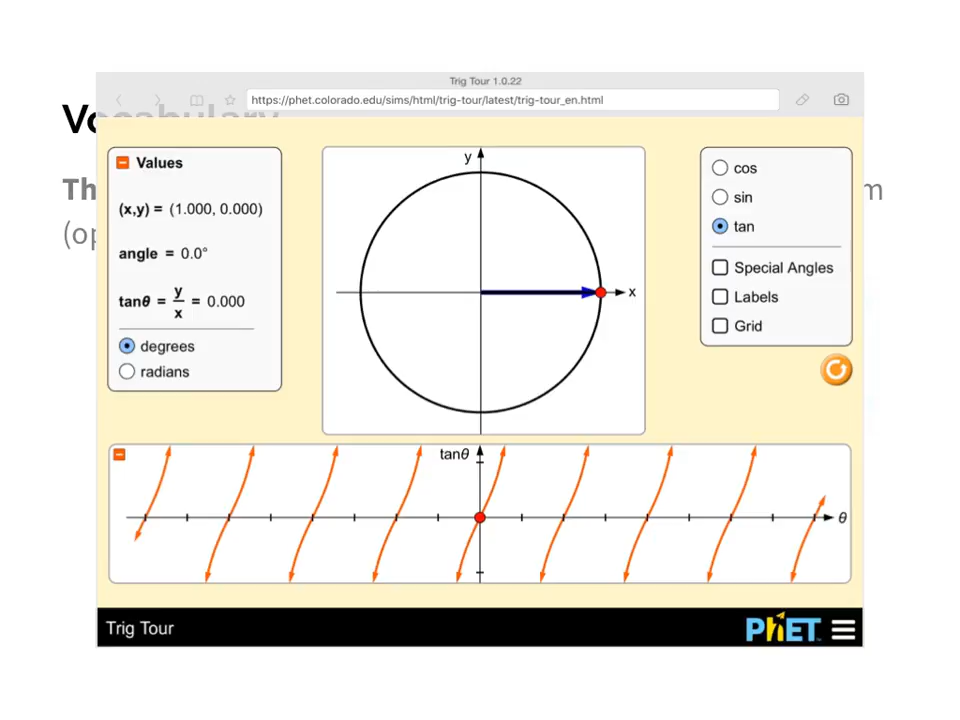 Trig Tour 1.0.22
https://phet.colorado.edu/sims/html/trig-tour/latest/trig-tour_en.html
Vocabulary
Values
(x,y) = (1.000, 0.000)
angle = 0.0°
tanθ = y/x = 0.000
degrees
radians
y
x
cos
sin
tan
Special Angles
Labels
Grid
tanθ
θ
Trig Tour
PhET